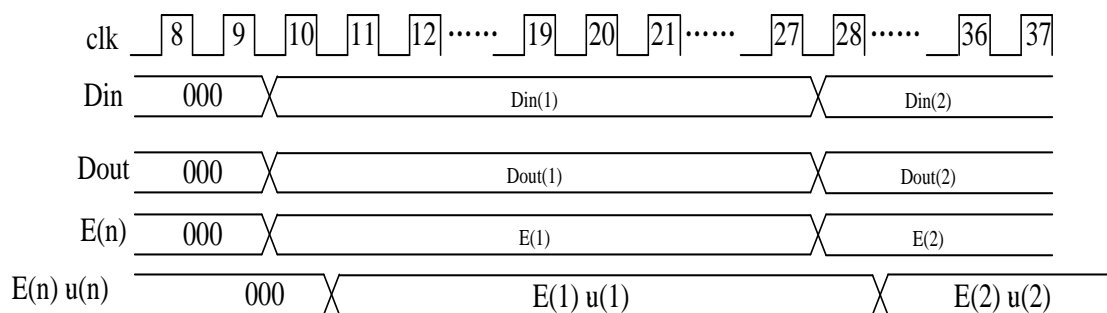 clk 8 9 10 11 12 ...... 19 20 21 ...... 27 28 ...... 36 37
Din 000 Din(1) Din(2)
Dout 000 Dout(1) Dout(2)
E(n) 000 E(1) E(2)
E(n) u(n) 000 E(1) u(1) E(2) u(2)